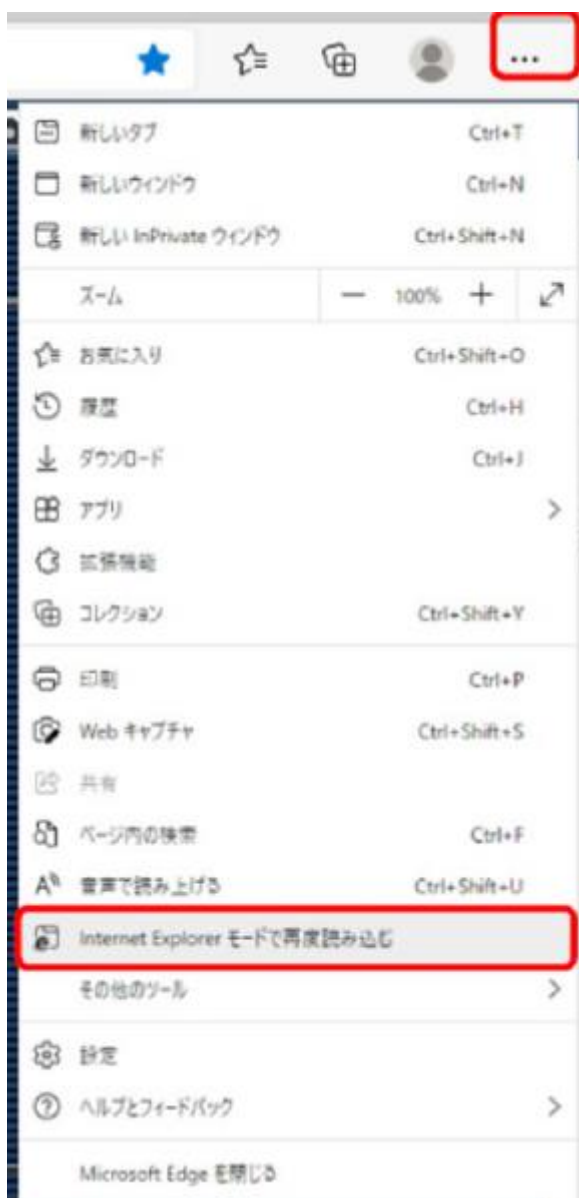 新しいタブ Ctrl+T
新しいウィンドウ Ctrl+N
新しい InPrivate ウィンドウ Ctrl+Shift+N
ズーム 100%
お気に入り Ctrl+Shift+O
履歴 Ctrl+H
ダウンロード Ctrl+J
アプリ
拡張機能
コレクション Ctrl+Shift+Y
印刷 Ctrl+P
Web キャプチャ Ctrl+Shift+S
共有
ページ内の検索 Ctrl+F
音声で読み上げる Ctrl+Shift+U
Internet Explorer モードで再度読み込む
その他のツール
設定
ヘルプとフィードバック
Microsoft Edge を閉じる